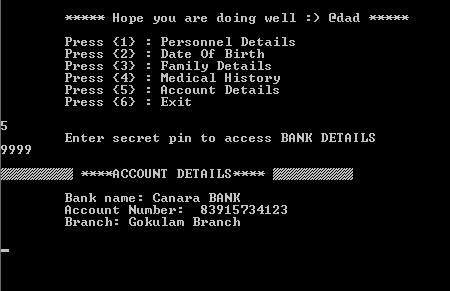 ***** Hope you are doing well :) @dad *****
Press {1} : Personnel Details
Press {2} : Date Of Birth
Press {3} : Family Details
Press {4} : Medical History
Press {5} : Account Details
Press {6} : Exit
5
Enter secret pin to access BANK DETAILS
9999
****ACCOUNT DETAILS****
Bank name: Canara BANK
Account Number:  83915734123
Branch: Gokulam Branch